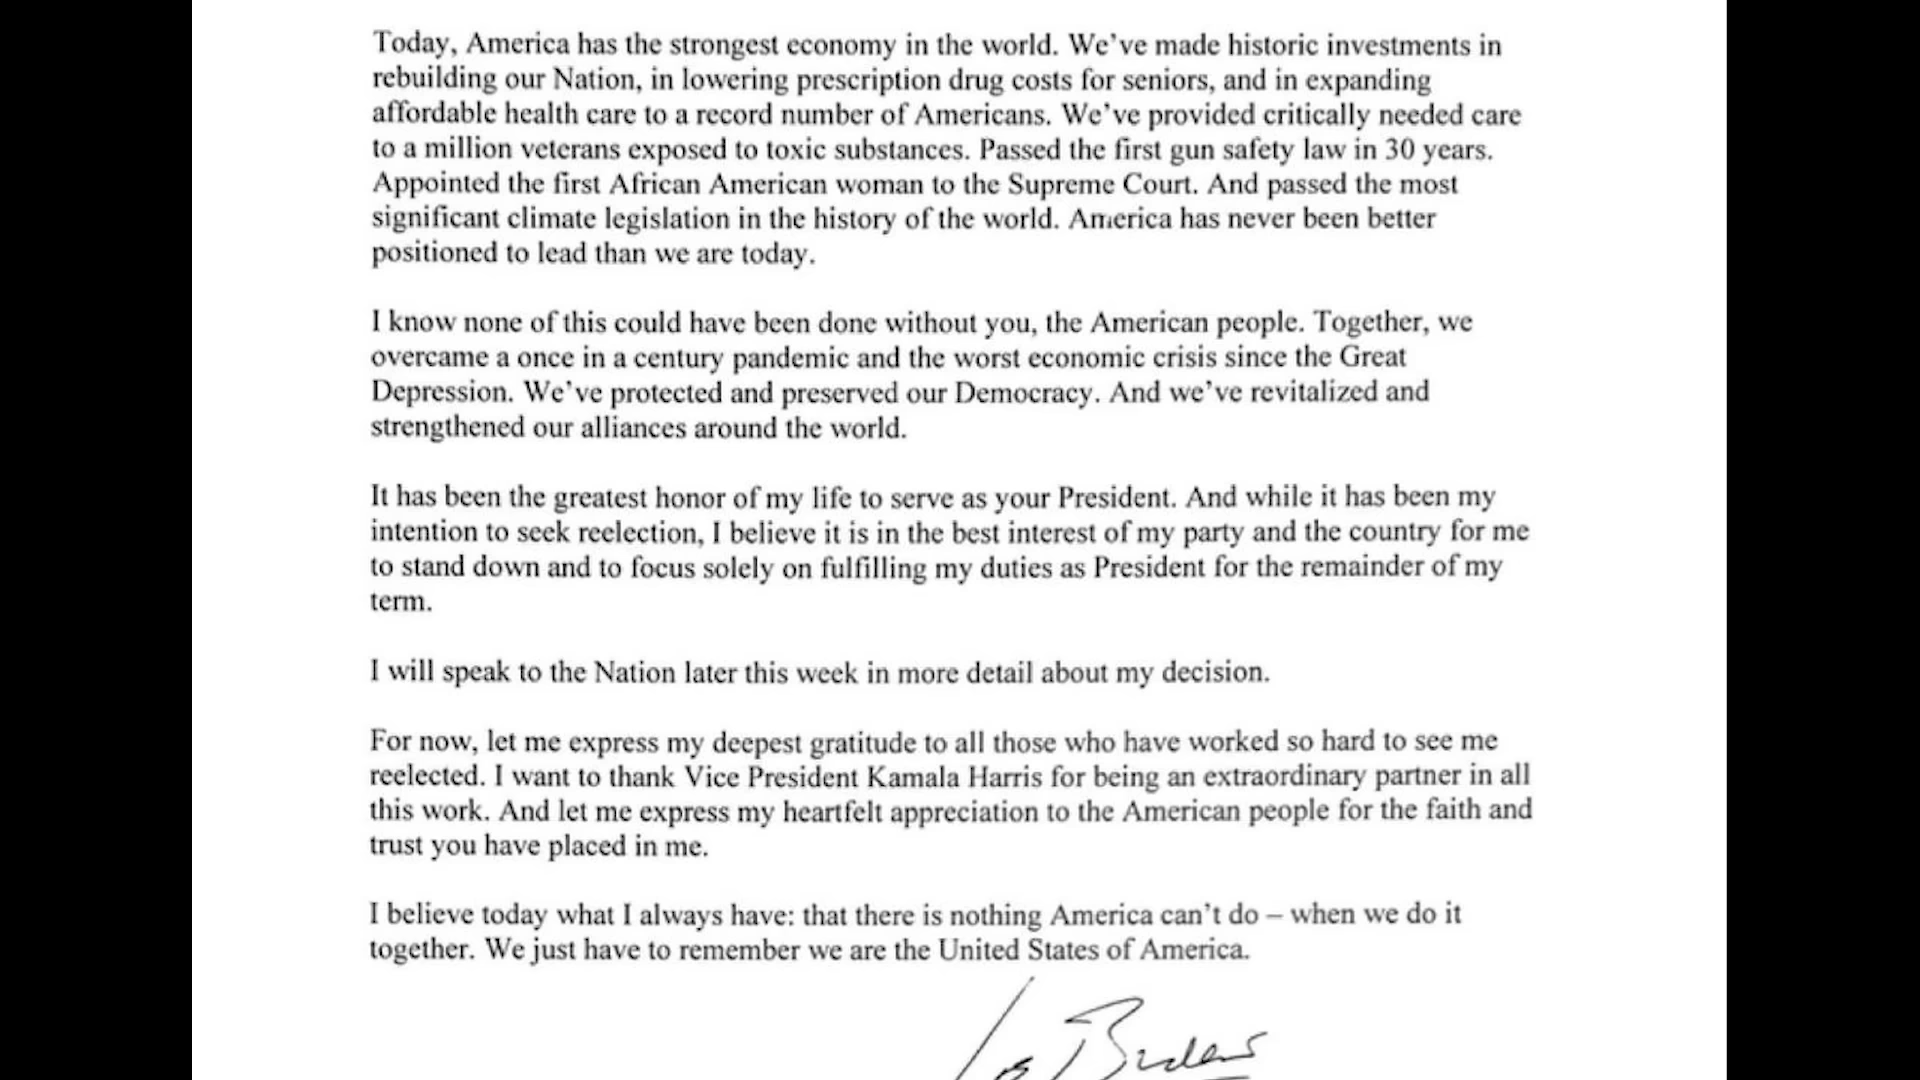 Today, America has the strongest economy in the world. We've made historic investments in
rebuilding our Nation, in lowering prescription drug costs for seniors, and in expanding
affordable health care to a record number of Americans. We've provided critically needed care
to a million veterans exposed to toxic substances. Passed the first gun safety law in 30 years.
Appointed the first African American woman to the Supreme Court. And passed the most
significant climate legislation in the history of the world. America has never been better
positioned to lead than we are today.
I know none of this could have been done without you, the American people. Together, we
overcame a once in a century pandemic and the worst economic crisis since the Great
Depression. We've protected and preserved our Democracy. And we've revitalized and
strengthened our alliances around the world.
It has been the greatest honor of my life to serve as your President. And while it has been my
intention to seek reelection, I believe it is in the best interest of my party and the country for me
to stand down and to focus solely on fulfilling my duties as President for the remainder of my
term.
I will speak to the Nation later this week in more detail about my decision.
For now, let me express my deepest gratitude to all those who have worked so hard to see me
reelected. I want to thank Vice President Kamala Harris for being an extraordinary partner in all
this work. And let me express my heartfelt appreciation to the American people for the faith and
trust you have placed in me.
I believe today what I always have: that there is nothing America can't do – when we do it
together. We just have to remember we are the United States of America.
Joe Biden